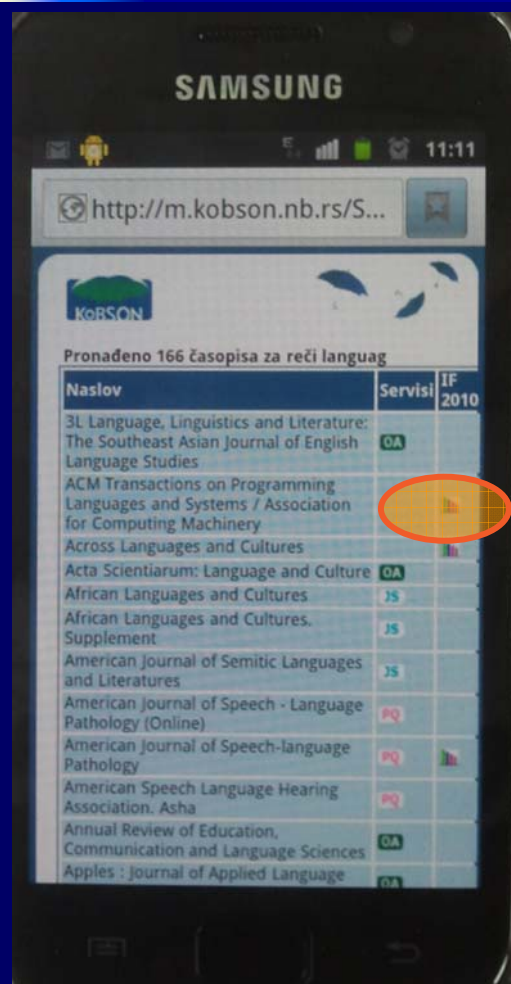 SAMSUNG
11:11
http://m.kobson.nb.rs/S...
KoBSON
Pronađeno 166 časopisa za reči languag
Naslov Servisi IF 2010
3L Language, Linguistics and Literature:
The Southeast Asian Journal of English OA
Language Studies
ACM Transactions on Programming
Languages and Systems / Association
for Computing Machinery
Across Languages and Cultures
Acta Scientiarum: Language and Culture OA
African Languages and Cultures JS
African Languages and Cultures.
Supplement JS
American Journal of Semitic Languages
and Literatures JS
American Journal of Speech - Language
Pathology (Online) PQ
American Journal of Speech-language
Pathology PQ
American Speech Language Hearing
Association. Asha PQ
Annual Review of Education,
Communication and Language Sciences OA
Apples : Journal of Applied Language
OA